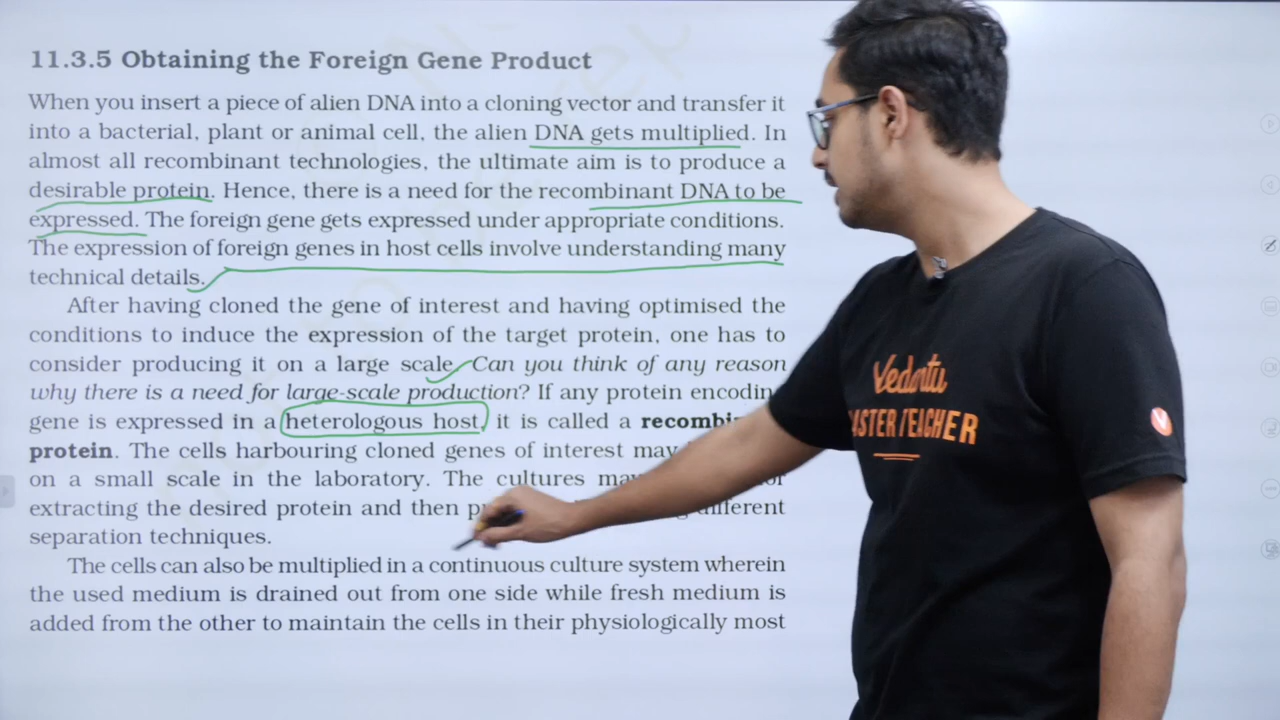 11.3.5 Obtaining the Foreign Gene Product
When you insert a piece of alien DNA into a cloning vector and transfer it
into a bacterial, plant or animal cell, the alien DNA gets multiplied. In
almost all recombinant technologies, the ultimate aim is to produce a
desirable protein. Hence, there is a need for the recombinant DNA to be
expressed. The foreign gene gets expressed under appropriate conditions.
The expression of foreign genes in host cells involve understanding many
technical details.
After having cloned the gene of interest and having optimised the
conditions to induce the expression of the target protein, one has to
consider producing it on a large scale. Can you think of any reason
why there is a need for large-scale production? If any protein encoding
gene is expressed in a heterologous host, it is called a
protein. The cells harbouring cloned genes of interest may
on a small scale in the laboratory. The cultures
extracting the desired protein and then different
separation techniques.
The cells can also be multiplied in a continuous culture system wherein
the used medium is drained out from one side while fresh medium is
added from the other to maintain the cells in their physiologically most
Vedantu
MASTER TEACHER
V